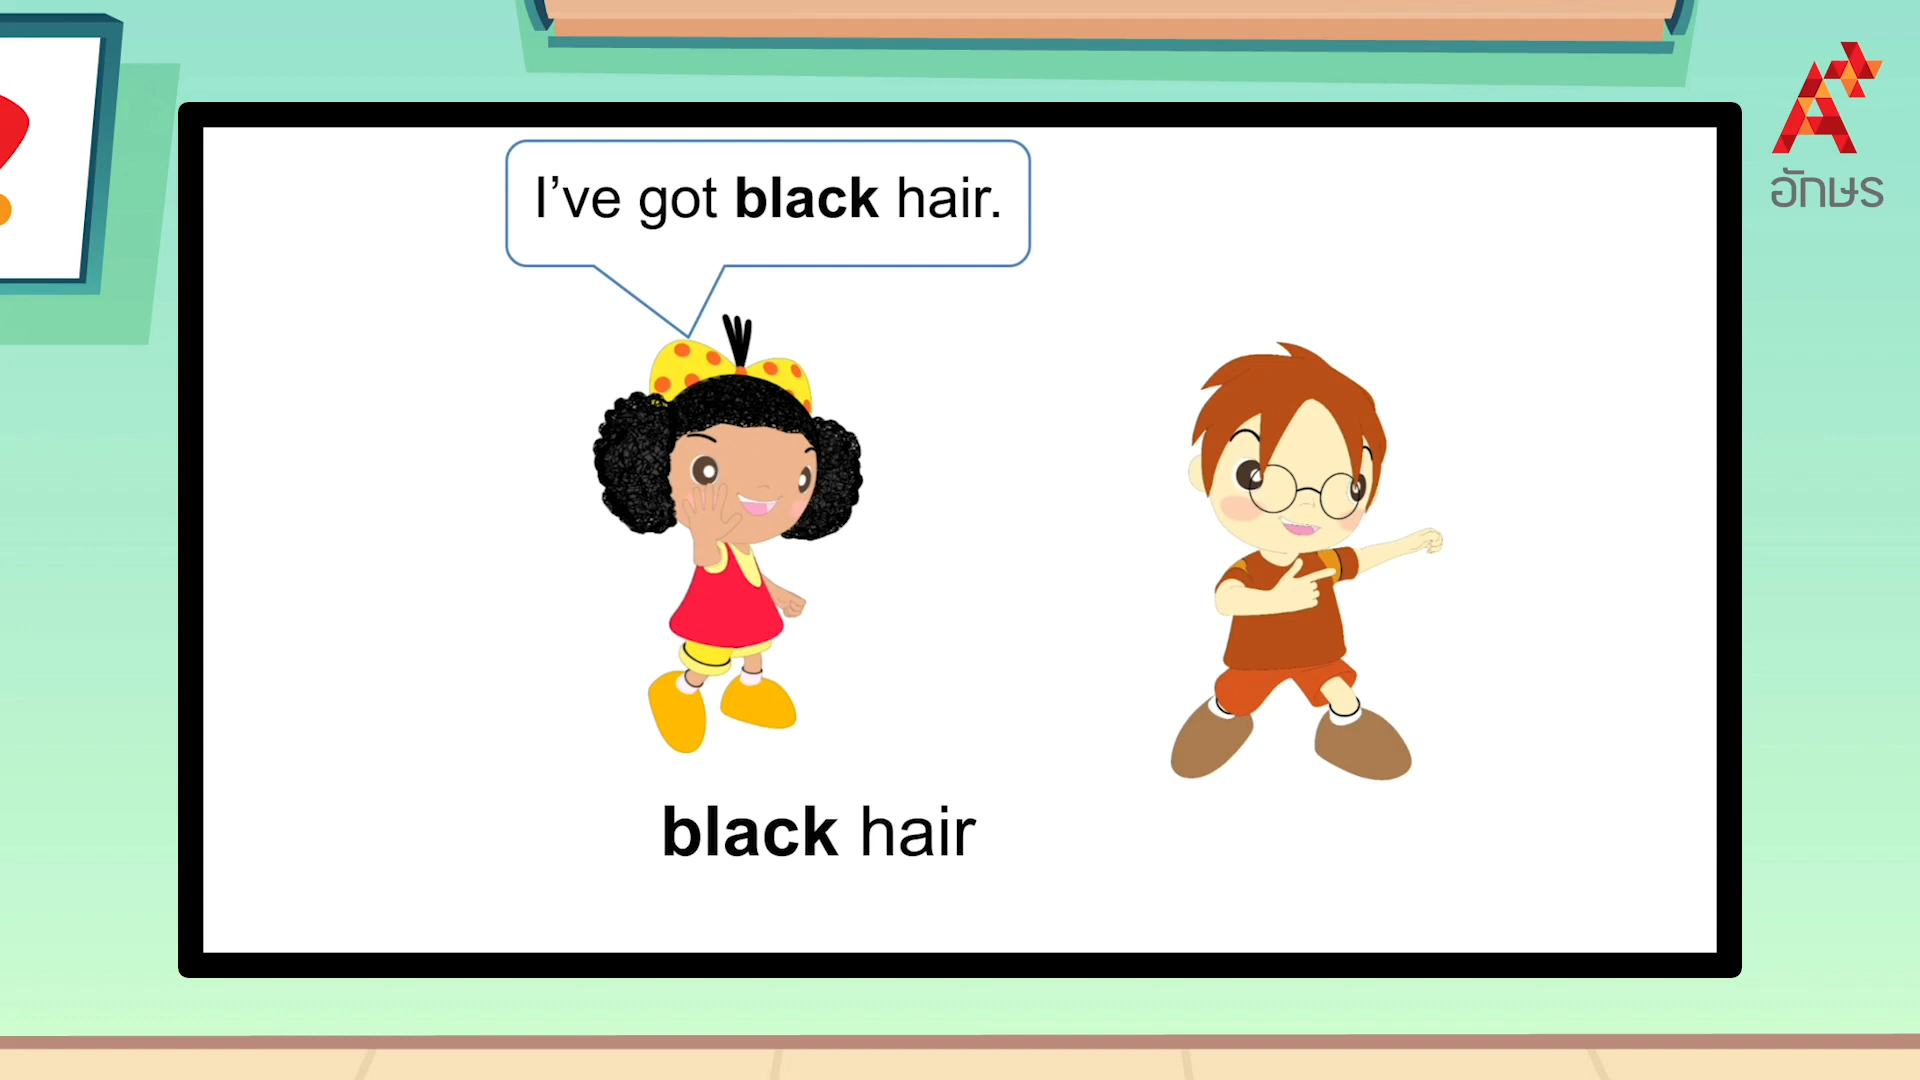 I’ve got black hair.
อักษร
black hair